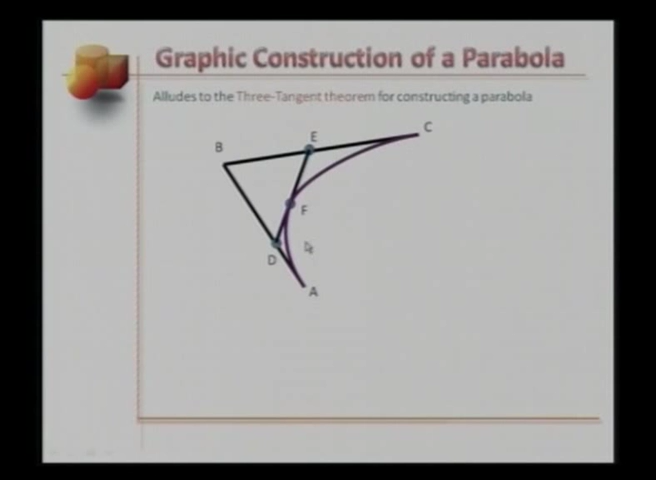 Graphic Construction of a Parabola
Alludes to the Three-Tangent theorem for constructing a parabola
B
E
C
F
D
A